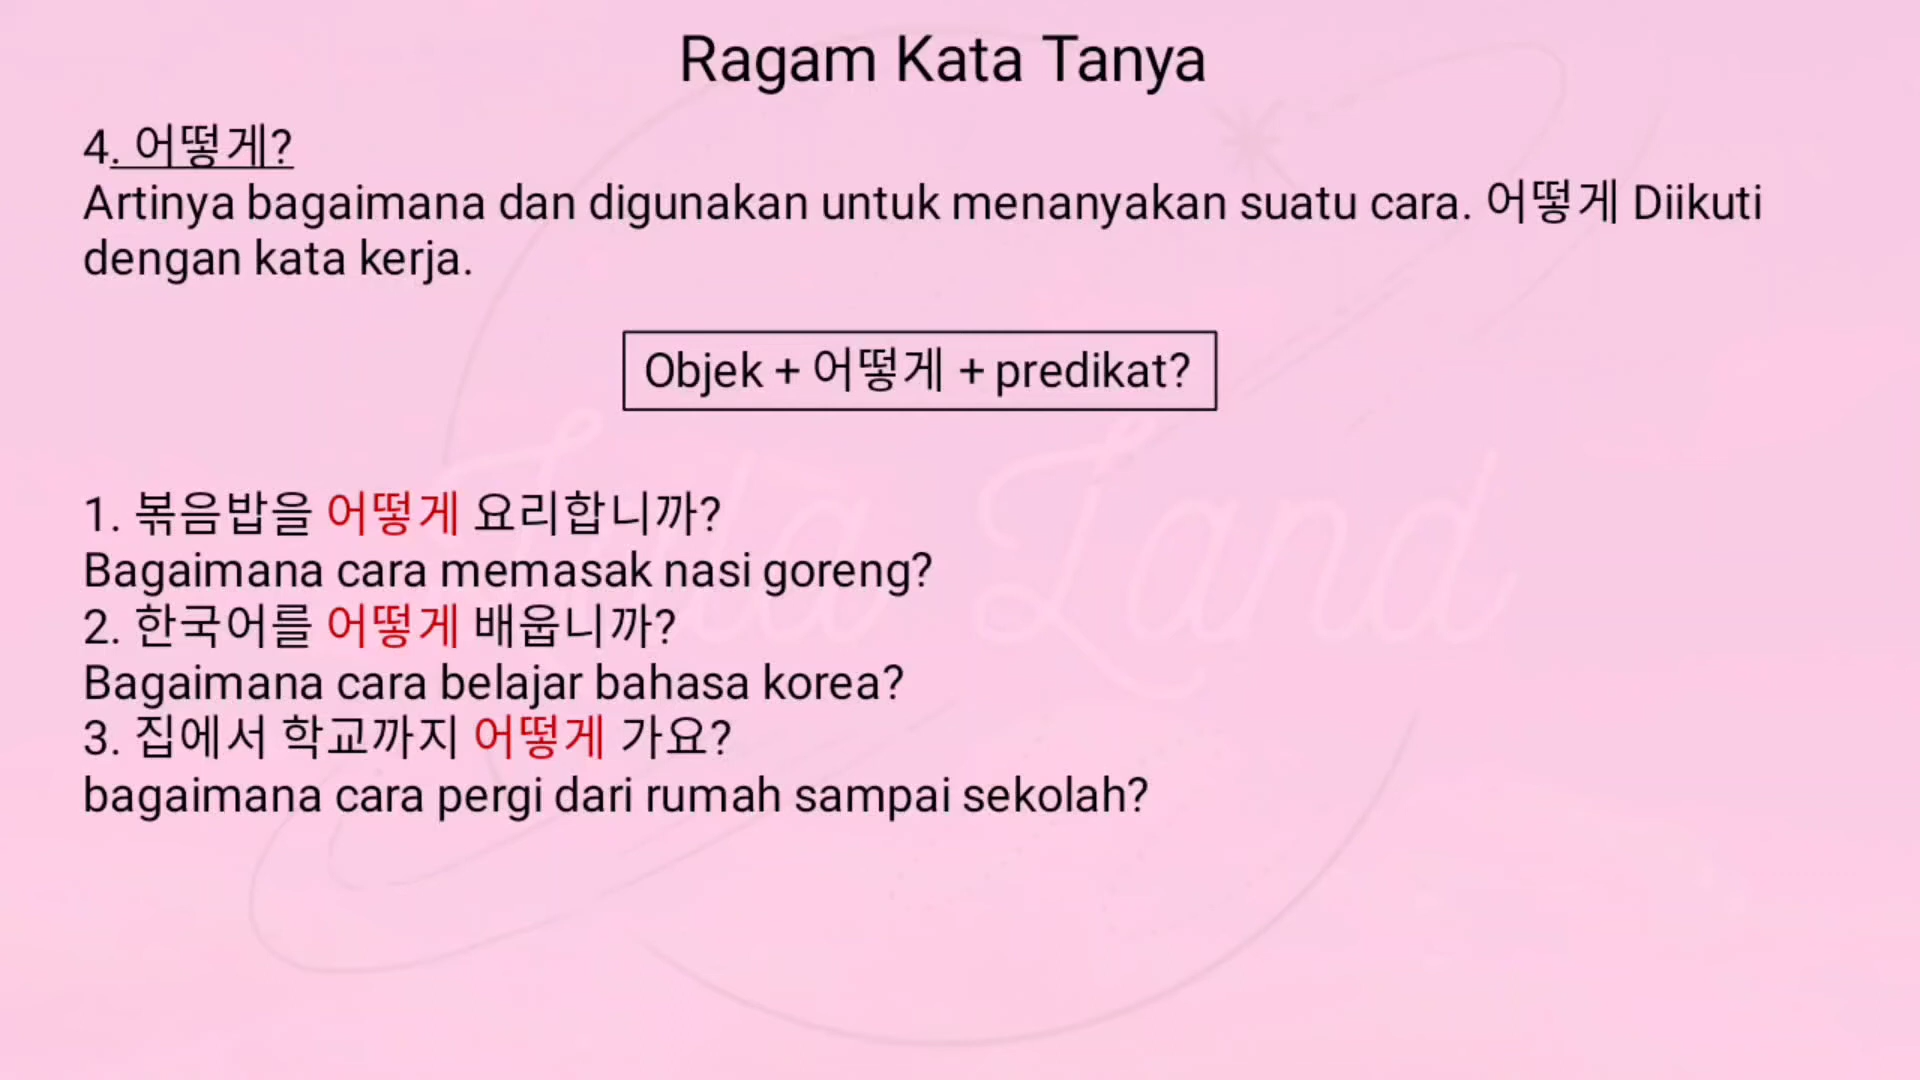 Ragam Kata Tanya
4. 어떻게?
Artinya bagaimana dan digunakan untuk menanyakan suatu cara. 어떻게 Diikuti
dengan kata kerja.
Objek + 어떻게 + predikat?
1. 볶음밥을 어떻게 요리합니까?
Bagaimana cara memasak nasi goreng?
2. 한국어를 어떻게 배웁니까?
Bagaimana cara belajar bahasa korea?
3. 집에서 학교까지 어떻게 가요?
bagaimana cara pergi dari rumah sampai sekolah?
Land